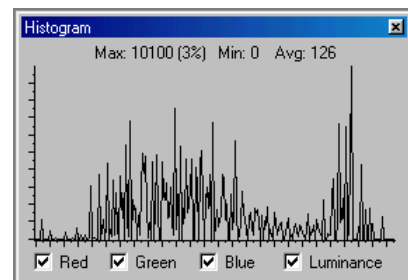 Histogram
Max: 10100 (3%) Min: 0 Avg: 126
Red Green Blue Luminance